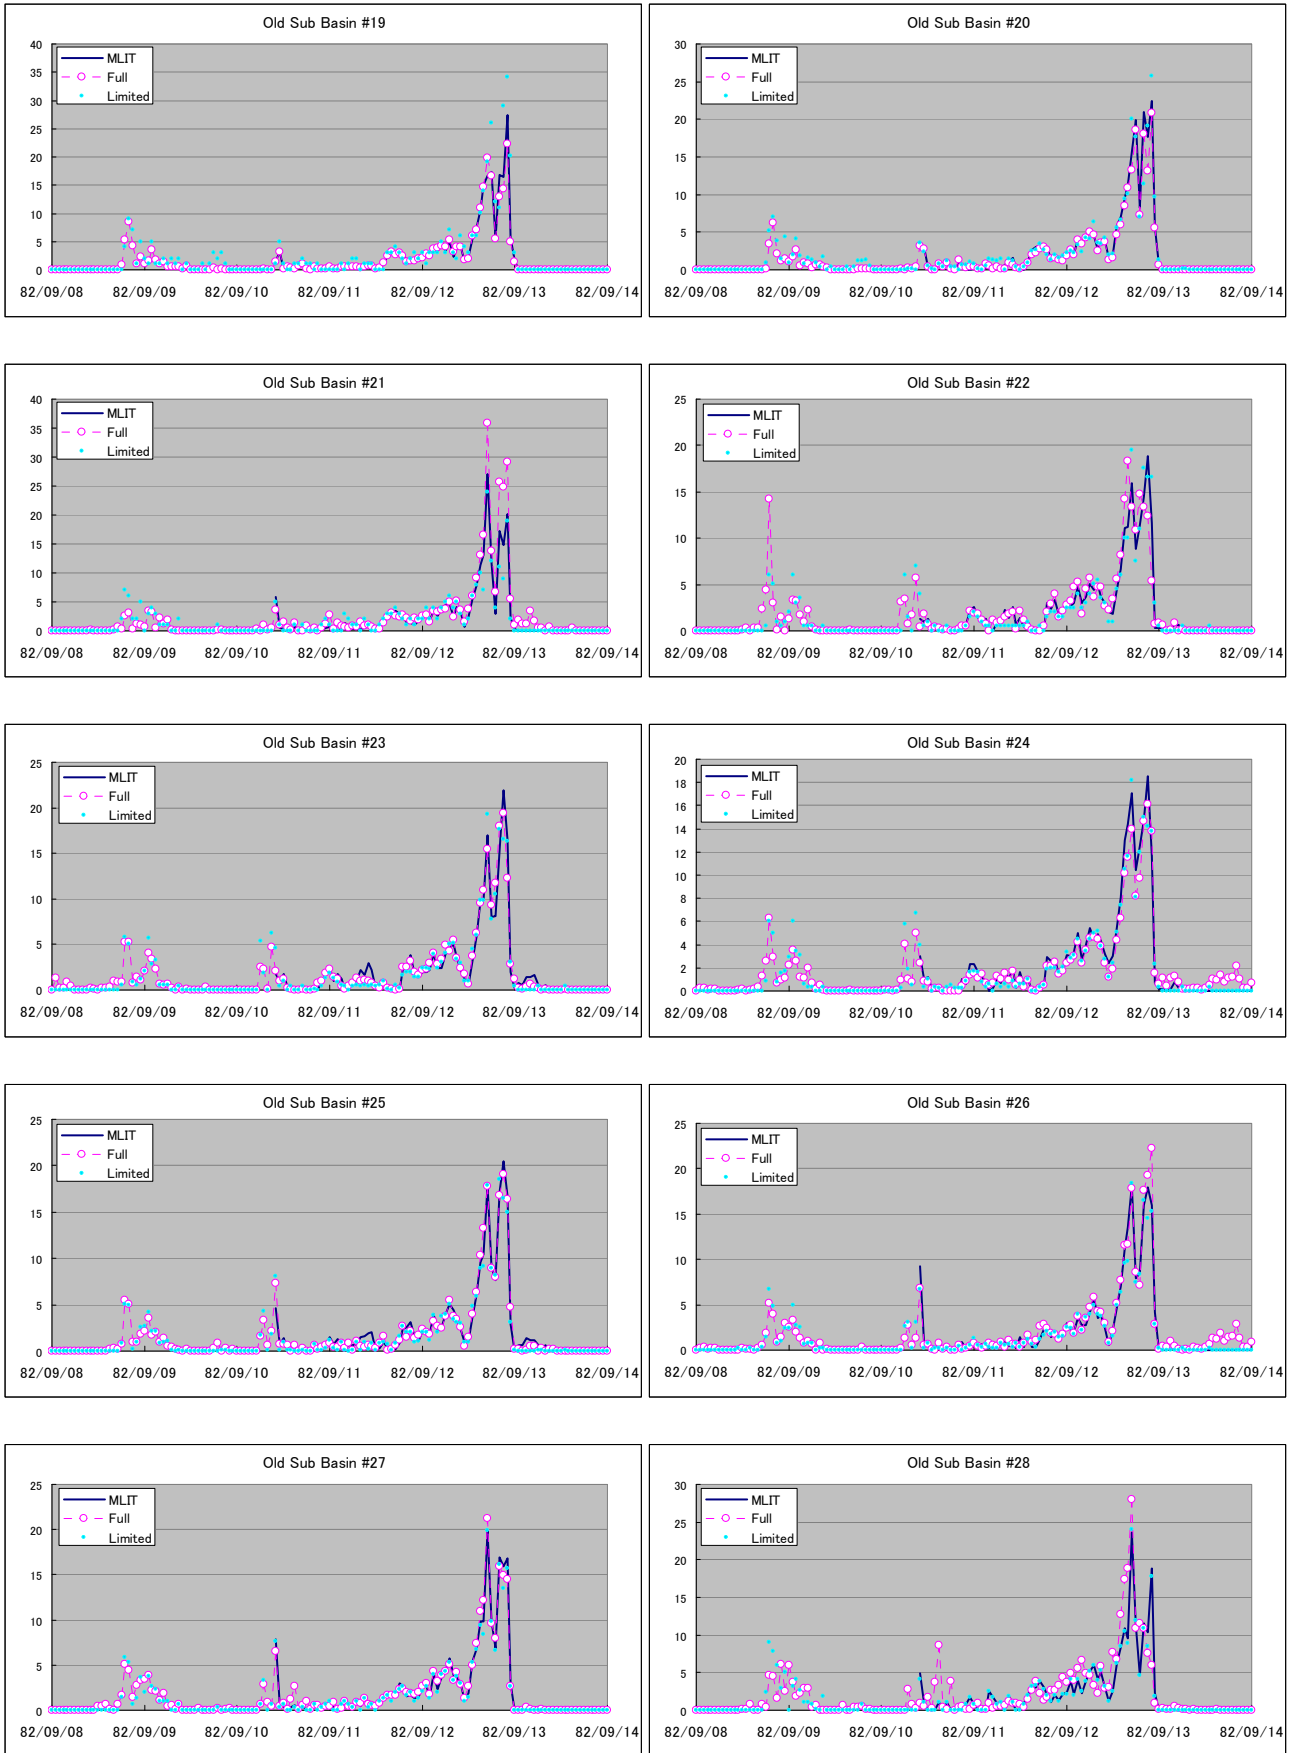 Old Sub Basin #19
MLIT
Full
Limited
40
35
30
25
20
15
10
5
0
82/09/08 82/09/09 82/09/10 82/09/11 82/09/12 82/09/13 82/09/14
Old Sub Basin #20
MLIT
Full
Limited
30
25
20
15
10
5
0
82/09/08 82/09/09 82/09/10 82/09/11 82/09/12 82/09/13 82/09/14
Old Sub Basin #21
MLIT
Full
Limited
40
35
30
25
20
15
10
5
0
82/09/08 82/09/09 82/09/10 82/09/11 82/09/12 82/09/13 82/09/14
Old Sub Basin #22
MLIT
Full
Limited
25
20
15
10
5
0
82/09/08 82/09/09 82/09/10 82/09/11 82/09/12 82/09/13 82/09/14
Old Sub Basin #23
MLIT
Full
Limited
25
20
15
10
5
0
82/09/08 82/09/09 82/09/10 82/09/11 82/09/12 82/09/13 82/09/14
Old Sub Basin #24
MLIT
Full
Limited
20
18
16
14
12
10
8
6
4
2
0
82/09/08 82/09/09 82/09/10 82/09/11 82/09/12 82/09/13 82/09/14
Old Sub Basin #25
MLIT
Full
Limited
25
20
15
10
5
0
82/09/08 82/09/09 82/09/10 82/09/11 82/09/12 82/09/13 82/09/14
Old Sub Basin #26
MLIT
Full
Limited
25
20
15
10
5
0
82/09/08 82/09/09 82/09/10 82/09/11 82/09/12 82/09/13 82/09/14
Old Sub Basin #27
MLIT
Full
Limited
25
20
15
10
5
0
82/09/08 82/09/09 82/09/10 82/09/11 82/09/12 82/09/13 82/09/14
Old Sub Basin #28
MLIT
Full
Limited
30
25
20
15
10
5
0
82/09/08 82/09/09 82/09/10 82/09/11 82/09/12 82/09/13 82/09/14